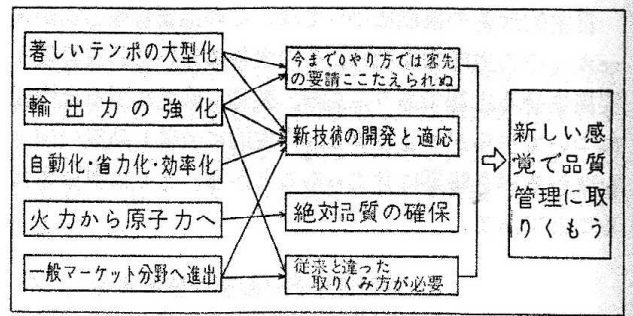 著しいテンポの大型化
輸出力の強化
自動化・省力化・効率化
火力から原子力へ
一般マーケット分野へ進出
今まで0やり方では客先
の要請ここたえられぬ
新技術の開発と適応
絶対品質の確保
従来と違った
取りくみ方が必要
新しい感
覚で品質
管理に取
りくもう